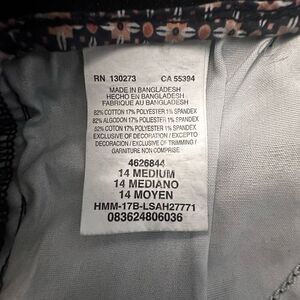 RN 130273 CA 55394
MADE IN BANGLADESH
HECHO EN BANGLADESH
FABRIQUE AU BANGLADESH
82% COTTON 17% POLYESTER 1% SPANDEX
82% ALGODON 17% POLIESTER 1% SPANDEX
82% COTON 17% POLYESTER 1% SPANDEX
EXCLUSIVE OF DECORATION / EXCEPTO
DECORACION / EXCLUSIVE OF TRIMMING /
GARNITURE NON COMPRISE
4626844
14 MEDIUM
14 MEDIANO
14 MOYEN
HMM-17B-LSAH27771
083624806036